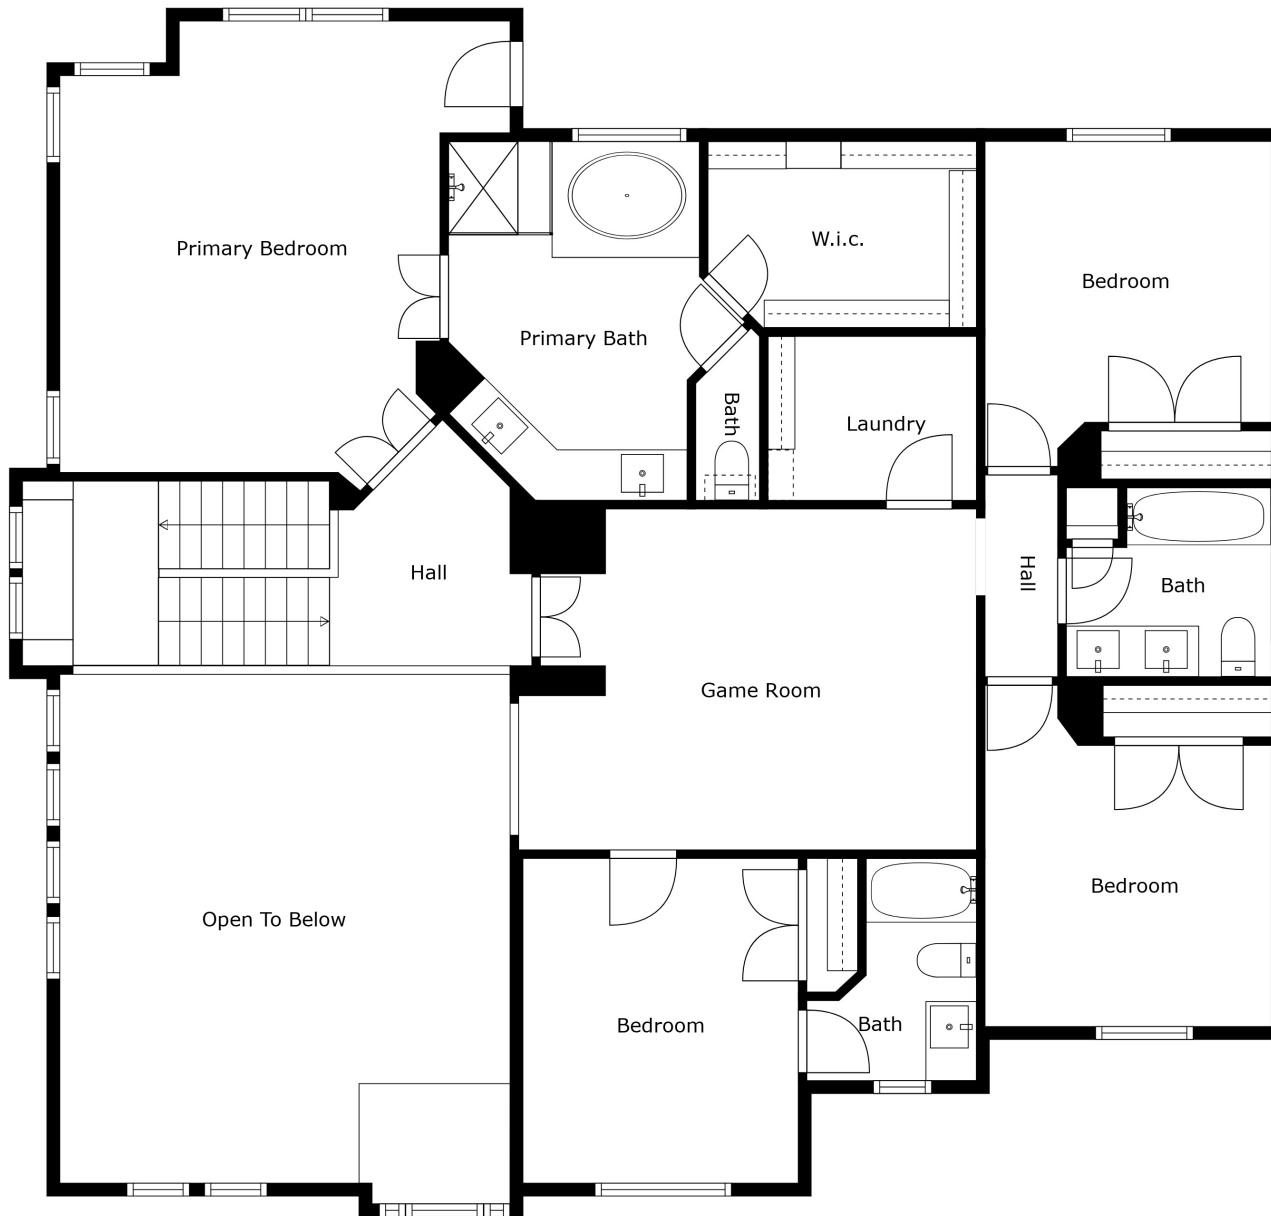 Primary Bedroom
W.i.c.
Bedroom
Primary Bath
Bath
Laundry
Hall
Hall
Bath
Game Room
Bedroom
Open To Below
Bedroom
Bath